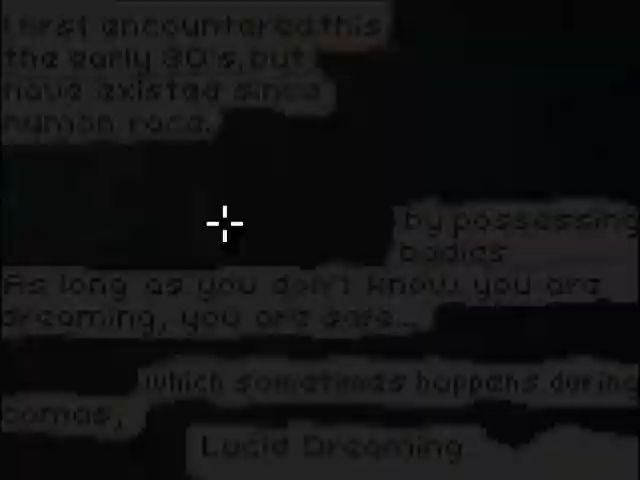 I first encountered this
the early 80's, but
have existed since
human race.
by possessing
bodies
As long as you don't know you are
dreaming, you are safe...
which sometimes happens during
comas,
Lucid Dreaming